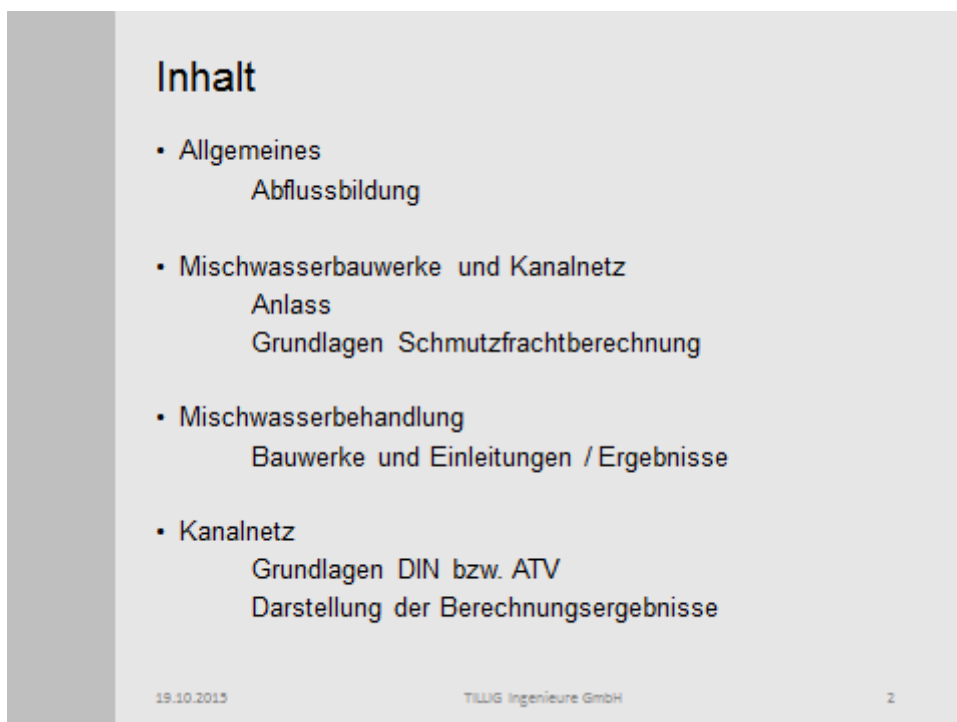 Inhalt
• Allgemeines
Abflussbildung
• Mischwasserbauwerke und Kanalnetz
Anlass
Grundlagen Schmutzfrachtberechnung
• Mischwasserbehandlung
Bauwerke und Einleitungen / Ergebnisse
• Kanalnetz
Grundlagen DIN bzw. ATV
Darstellung der Berechnungsergebnisse
19.10.2015 TILLIG Ingenieure GmbH 2